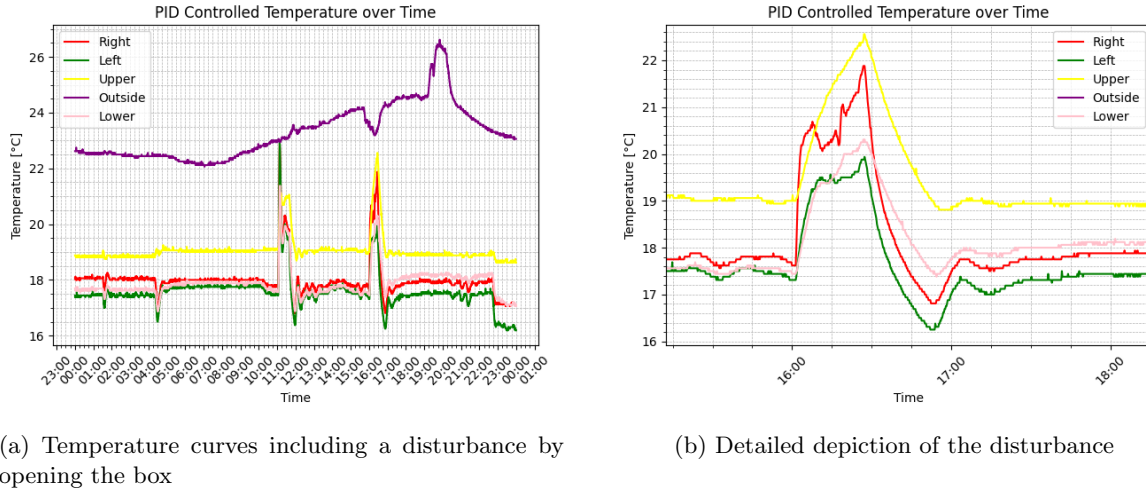 PID Controlled Temperature over Time
Temperature [°C]
26
24
22
20
18
16
Right
Left
Upper
Outside
Lower
23:00
00:00
01:00
02:00
03:00
04:00
05:00
06:00
07:00
08:00
09:00
10:00
11:00
12:00
13:00
14:00
15:00
16:00
17:00
18:00
19:00
20:00
21:00
22:00
23:00
00:00
01:00
Time
(a) Temperature curves including a disturbance by
opening the box
PID Controlled Temperature over Time
Temperature [°C]
22
21
20
19
18
17
16
Right
Left
Upper
Outside
Lower
16:00
17:00
18:00
Time
(b) Detailed depiction of the disturbance